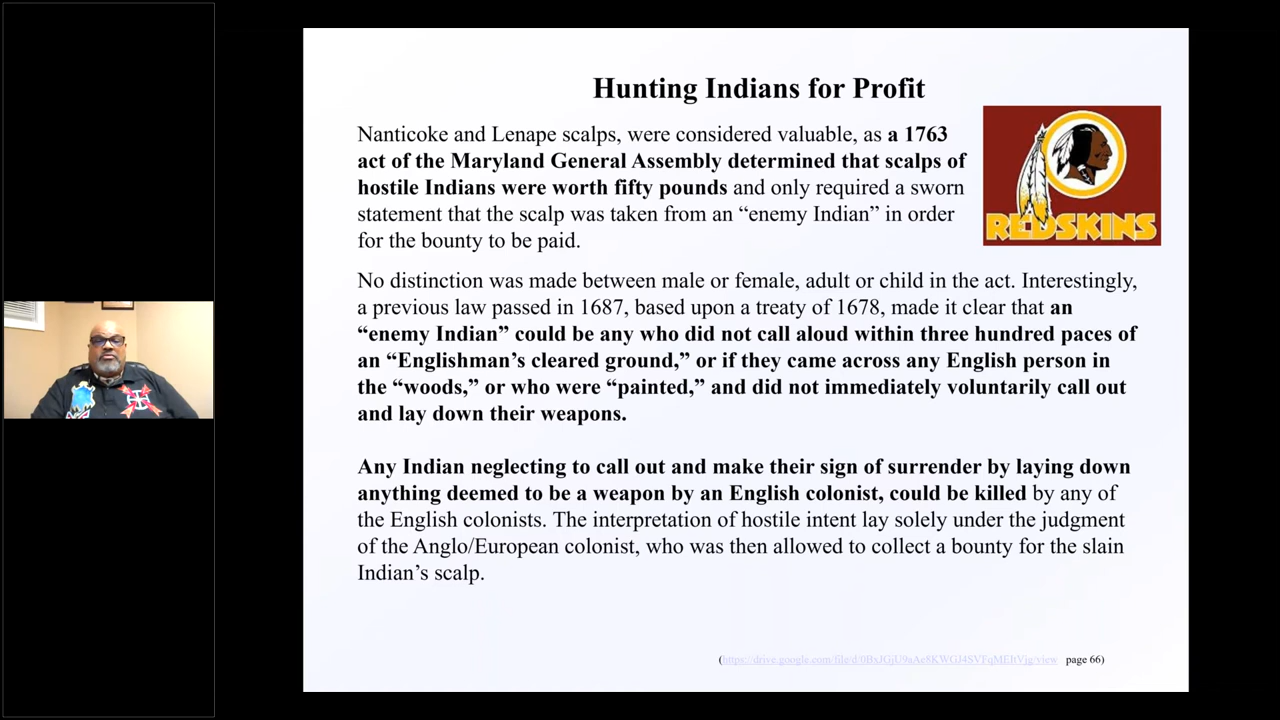 Hunting Indians for Profit
Nanticoke and Lenape scalps, were considered valuable, as a 1763
act of the Maryland General Assembly determined that scalps of
hostile Indians were worth fifty pounds and only required a sworn
statement that the scalp was taken from an “enemy Indian” in order
for the bounty to be paid.
REDSKINS
No distinction was made between male or female, adult or child in the act. Interestingly,
a previous law passed in 1687, based upon a treaty of 1678, made it clear that an
“enemy Indian” could be any who did not call aloud within three hundred paces of
an “Englishman’s cleared ground,” or if they came across any English person in
the “woods,” or who were “painted,” and did not immediately voluntarily call out
and lay down their weapons.
Any Indian neglecting to call out and make their sign of surrender by laying down
anything deemed to be a weapon by an English colonist, could be killed by any of
the English colonists. The interpretation of hostile intent lay solely under the judgment
of the Anglo/European colonist, who was then allowed to collect a bounty for the slain
Indian’s scalp.
page 66)